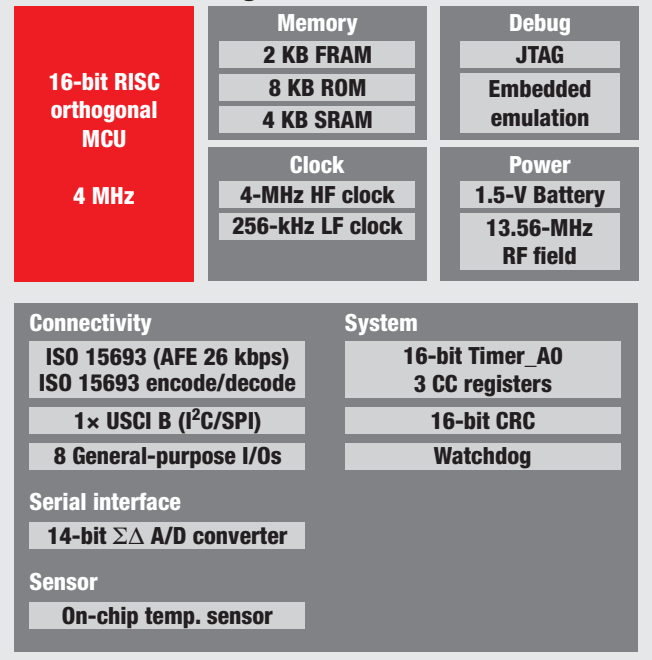 16-bit RISC
orthogonal
MCU
4 MHz
Memory
2 KB FRAM
8 KB ROM
4 KB SRAM
Debug
JTAG
Embedded
emulation
Clock
4-MHz HF clock
256-kHz LF clock
Power
1.5-V Battery
13.56-MHz
RF field
Connectivity
ISO 15693 (AFE 26 kbps)
ISO 15693 encode/decode
1× USCI B (I²C/SPI)
8 General-purpose I/Os
Serial interface
14-bit ΣΔ A/D converter
Sensor
On-chip temp. sensor
System
16-bit Timer_A0
3 CC registers
16-bit CRC
Watchdog